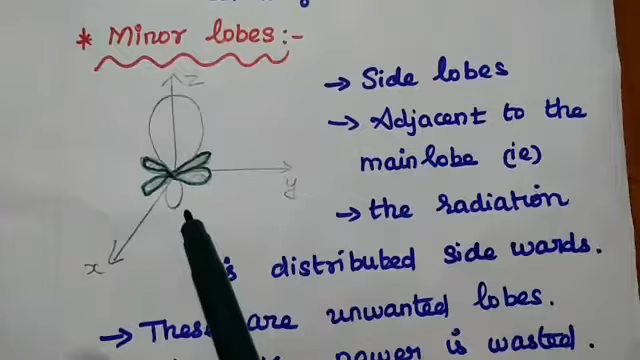 * Minor lobes:-
z
y
x
→ Side lobes
→ Adjacent to the
main lobe (ie)
→ the radiation
is distributed side wards.
→ These are unwanted lobes.
power is wasted.